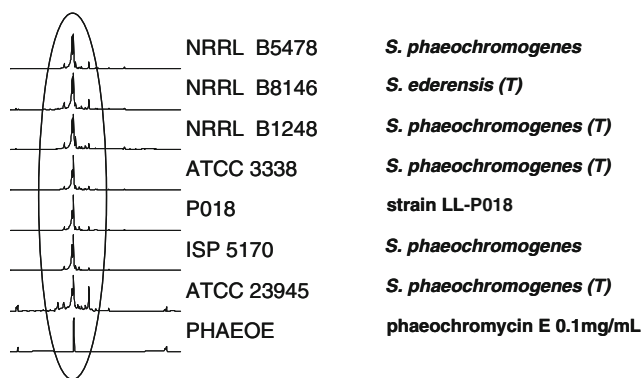 NRRL B5478 S. phaeochromogenes
NRRL B8146 S. ederensis (T)
NRRL B1248 S. phaeochromogenes (T)
ATCC 3338 S. phaeochromogenes (T)
P018 strain LL-P018
ISP 5170 S. phaeochromogenes
ATCC 23945 S. phaeochromogenes (T)
PHAEOE phaeochromycin E 0.1mg/mL